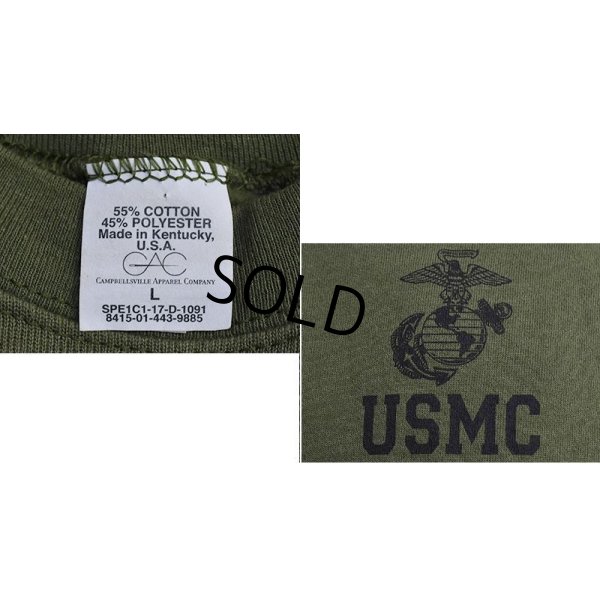 55% COTTON
45% POLYESTER
Made in Kentucky,
U.S.A.
CAC
CAMPBELLSVILLE APPAREL COMPANY
L
SPE1C1-17-D-1091
8415-01-443-9885
SOLD
USMC